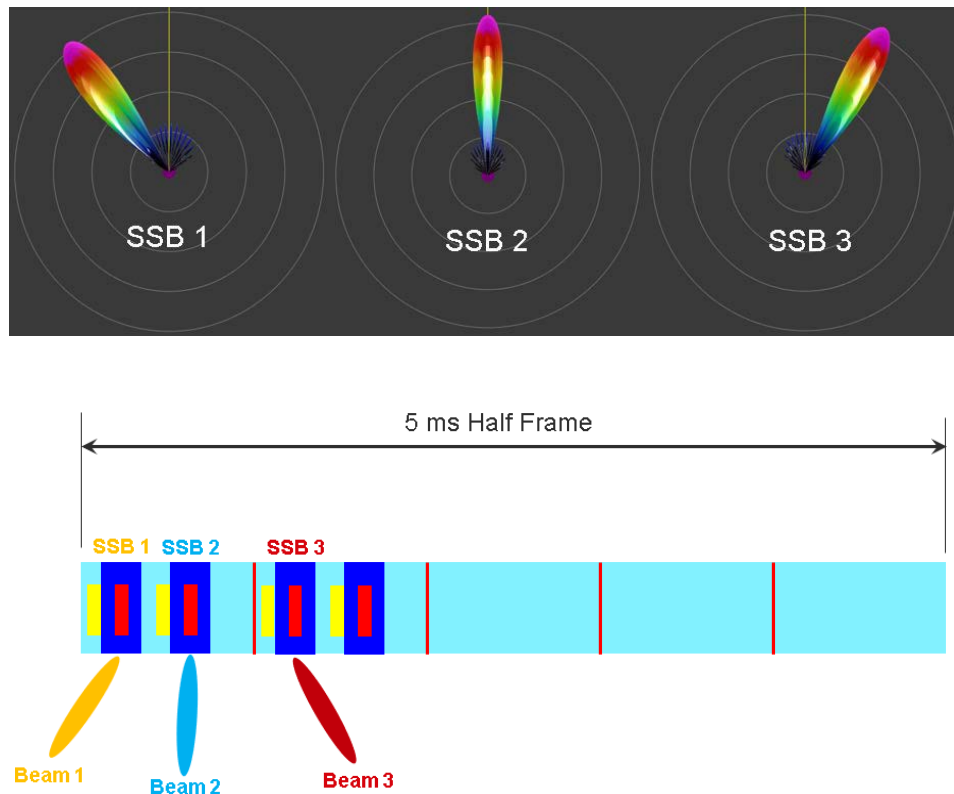 SSB 1
SSB 2
SSB 3
5 ms Half Frame
SSB 1
SSB 2
SSB 3
Beam 1
Beam 2
Beam 3